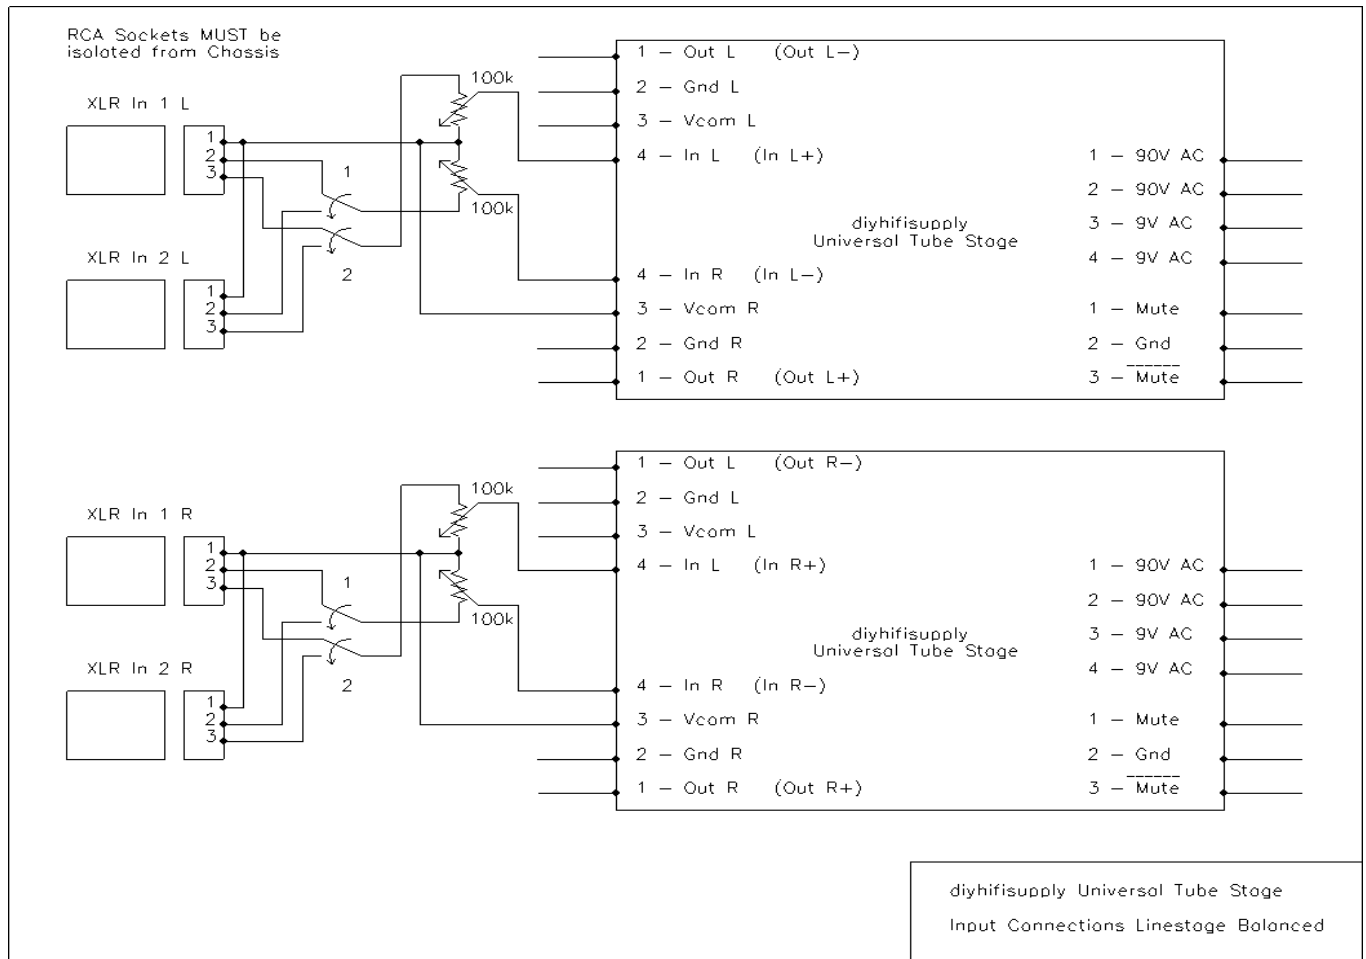 RCA Sockets MUST be
isolated from Chassis
XLR In 1 L
1
2
3
XLR In 2 L
1
2
3
1
2
100k
100k
1 - Out L (Out L-)
2 - Gnd L
3 - Vcom L
4 - In L (In L+)
diyhifisupply
Universal Tube Stage
4 - In R (In L-)
3 - Vcom R
2 - Gnd R
1 - Out R (Out L+)
1 - 90V AC
2 - 90V AC
3 - 9V AC
4 - 9V AC
1 - Mute
2 - Gnd
3 - Mute
XLR In 1 R
1
2
3
XLR In 2 R
1
2
3
1
2
100k
100k
1 - Out L (Out R-)
2 - Gnd L
3 - Vcom L
4 - In L (In R+)
diyhifisupply
Universal Tube Stage
4 - In R (In R-)
3 - Vcom R
2 - Gnd R
1 - Out R (Out R+)
1 - 90V AC
2 - 90V AC
3 - 9V AC
4 - 9V AC
1 - Mute
2 - Gnd
3 - Mute
diyhifisupply Universal Tube Stage
Input Connections Linestage Balanced